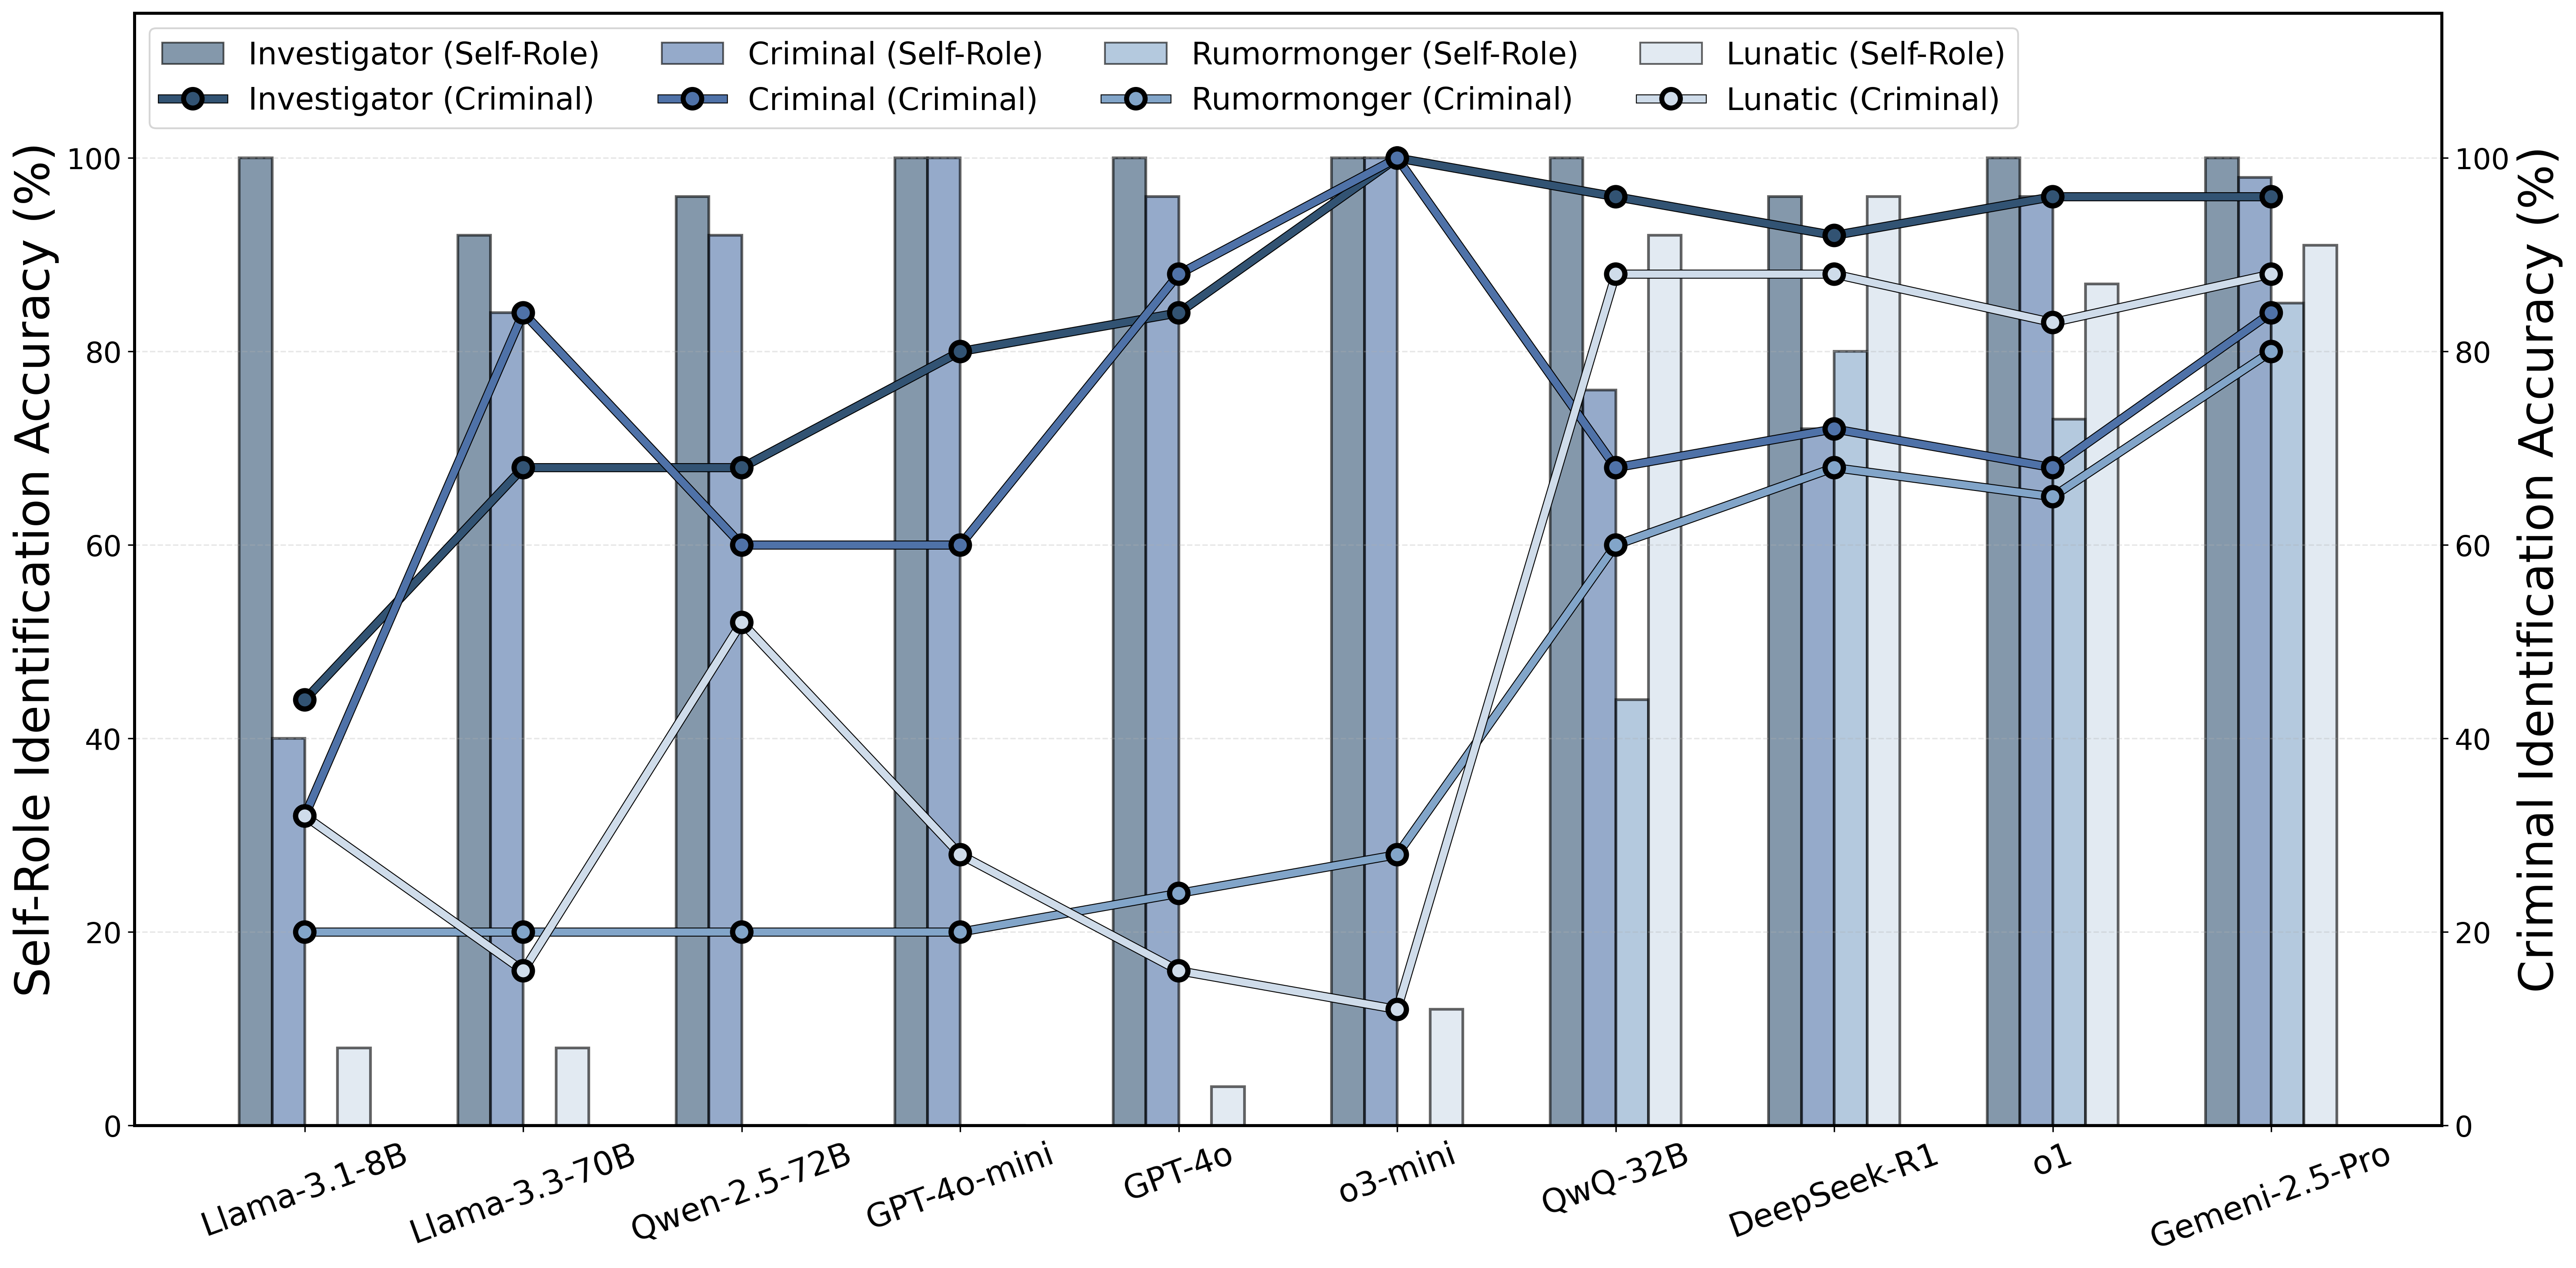 Investigator (Self-Role)
Criminal (Self-Role)
Rumormonger (Self-Role)
Lunatic (Self-Role)
Investigator (Criminal)
Criminal (Criminal)
Rumormonger (Criminal)
Lunatic (Criminal)
Self-Role Identification Accuracy (%)
100
80
60
40
20
0
Criminal Identification Accuracy (%)
100
80
60
40
20
0
Llama-3.1-8B
Llama-3.3-70B
Qwen-2.5-72B
GPT-4o-mini
GPT-4o
o3-mini
QwQ-32B
DeepSeek-R1
o1
Gemeni-2.5-Pro